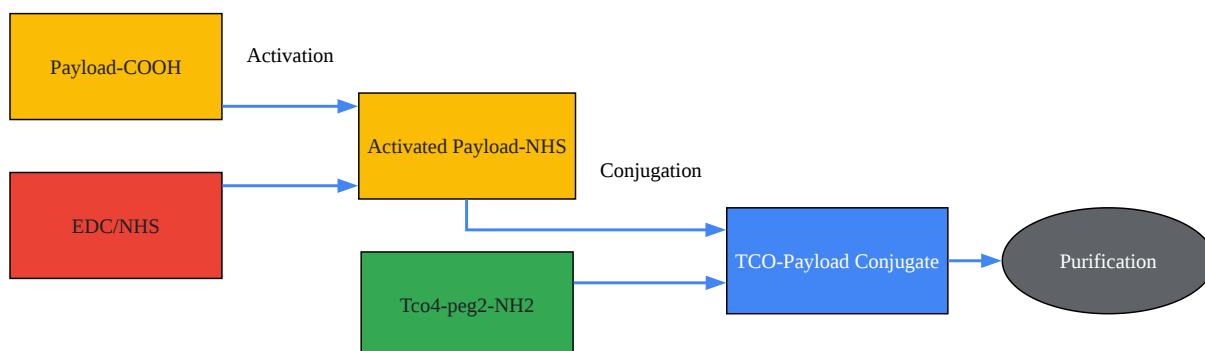 Payload-COOH
Activation
Activated Payload-NHS
EDC/NHS
Conjugation
TCO-Payload Conjugate
Purification
Tco4-peg2-NH2